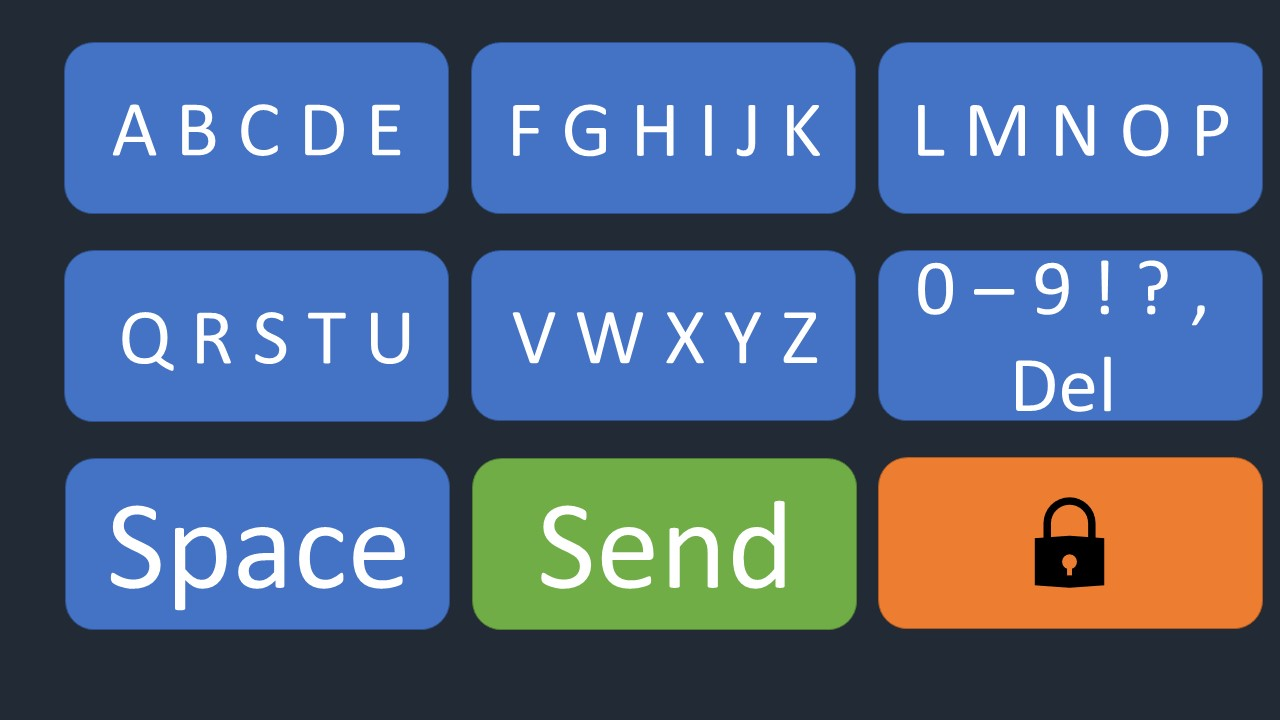 A B C D E
F G H I J K
L M N O P
Q R S T U
V W X Y Z
0 – 9 ! ? ,
Del
Space
Send